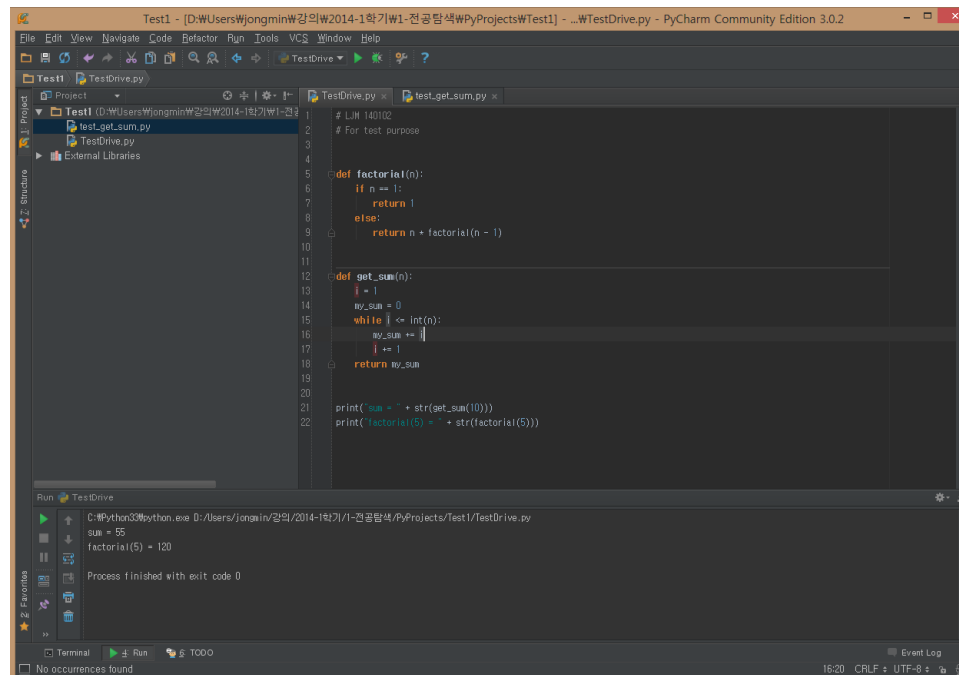 Test1 - [D:₩Users₩jongmin₩강의₩2014-1학기₩1-전공탐색₩PyProjects₩Test1] - ...₩TestDrive.py - PyCharm Community Edition 3.0.2
File Edit View Navigate Code Refactor Run Tools VCS Window Help
TestDrive
Test1 TestDrive.py
Project
TestDrive.py
test_get_sum.py
1: Project
Test1 (D:₩Users₩jongmin₩강의₩2014-1학기₩1-전공
test_get_sum.py
TestDrive.py
External Libraries
7: Structure
1 # LJM 140102
2 # For test purpose
3
4
5 def factorial(n):
6 if n == 1:
7 return 1
8 else:
9 return n * factorial(n - 1)
10
11
12 def get_sum(n):
13 i = 1
14 my_sum = 0
15 while i <= int(n):
16 my_sum += i
17 i += 1
18 return my_sum
19
20
21 print("sum = " + str(get_sum(10)))
22 print("factorial(5) = " + str(factorial(5)))
Run TestDrive
C:₩Python33₩python.exe D:/Users/jongmin/강의/2014-1학기/1-전공탐색/PyProjects/Test1/TestDrive.py
sum = 55
factorial(5) = 120
Process finished with exit code 0
2: Favorites
Terminal 4: Run 6: TODO Event Log
No occurrences found 16:20 CRLF UTF-8